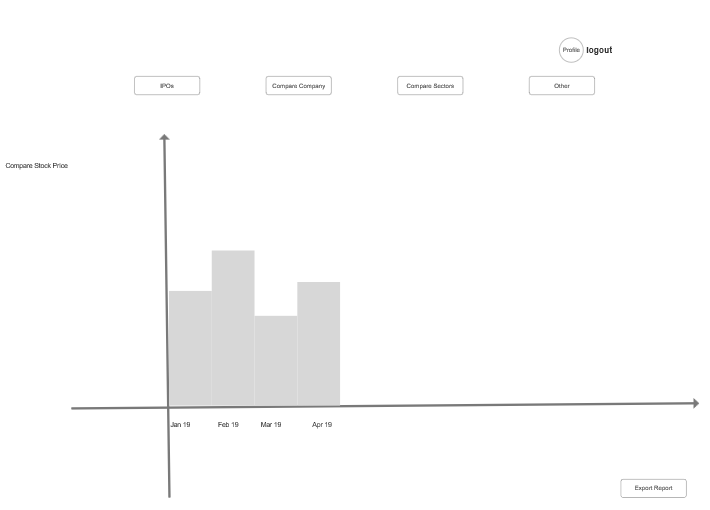 Profile logout
IPOs Compare Company Compare Sectors Other
Compare Stock Price
Jan 19 Feb 19 Mar 19 Apr 19
Export Report